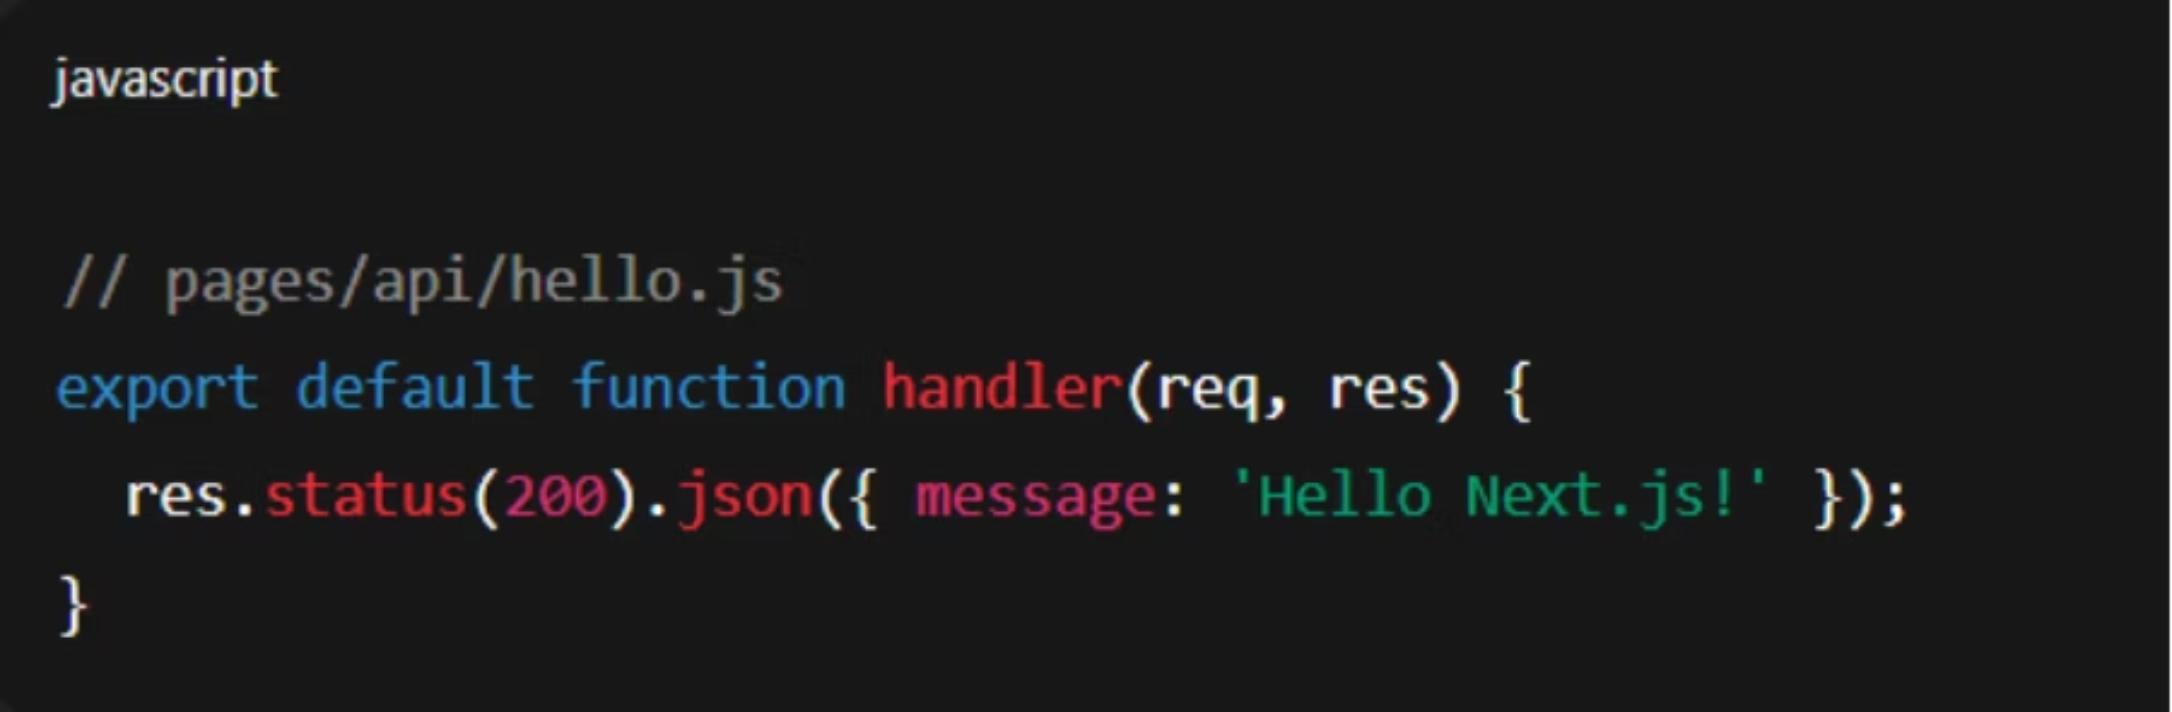 javascript
// pages/api/hello.js
export default function handler(req, res) {
  res.status(200).json({ message: 'Hello Next.js!' });
}